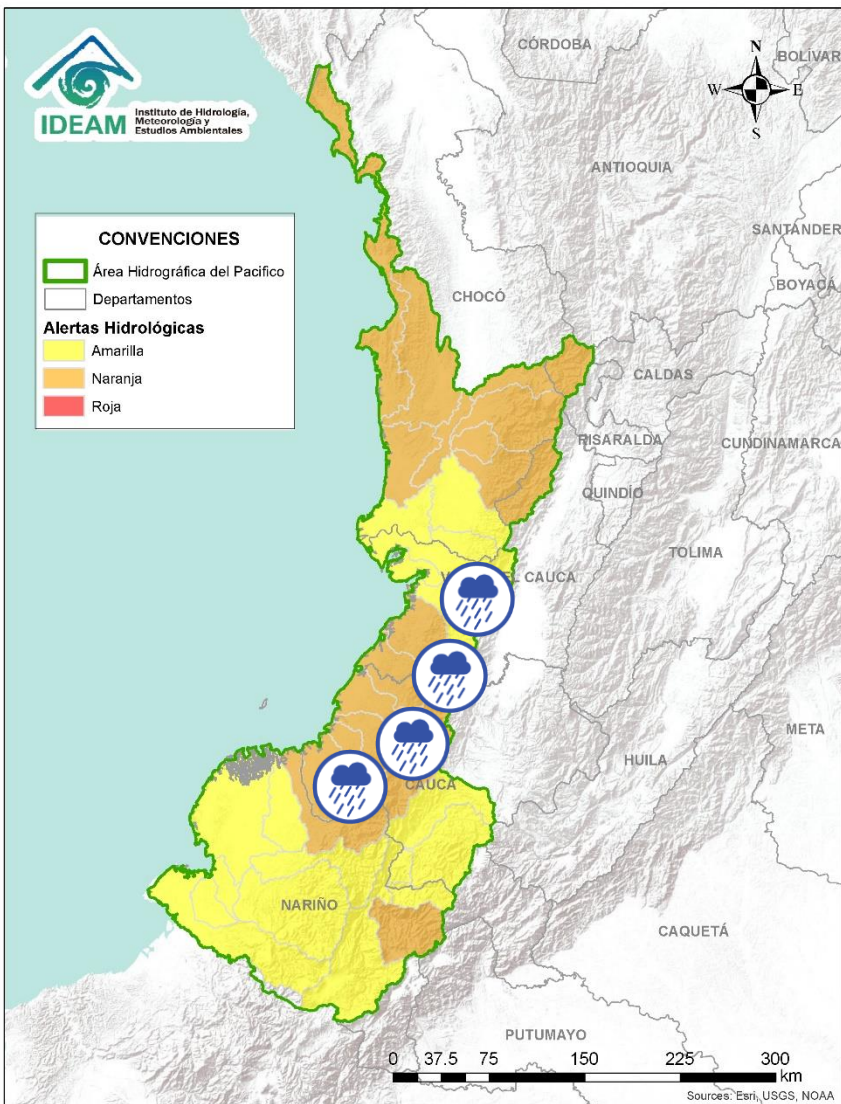 IDEAM
Instituto de Hidrología,
Meteorología y
Estudios Ambientales
CÓRDOBA
BOLÍVAR
N
W
E
S
ANTIOQUIA
SANTANDER
BOYACÁ
CONVENCIONES
Área Hidrográfica del Pacifico
Departamentos
Alertas Hidrológicas
Amarilla
Naranja
Roja
CHOCÓ
CALDAS
RISARALDA
CUNDINAMARCA
QUINDÍO
TOLIMA
EL CAUCA
META
HUILA
CAUCA
NARIÑO
CAQUETÁ
PUTUMAYO
0 37.5 75 150 225 300
km
Sources: Esri, USGS, NOAA